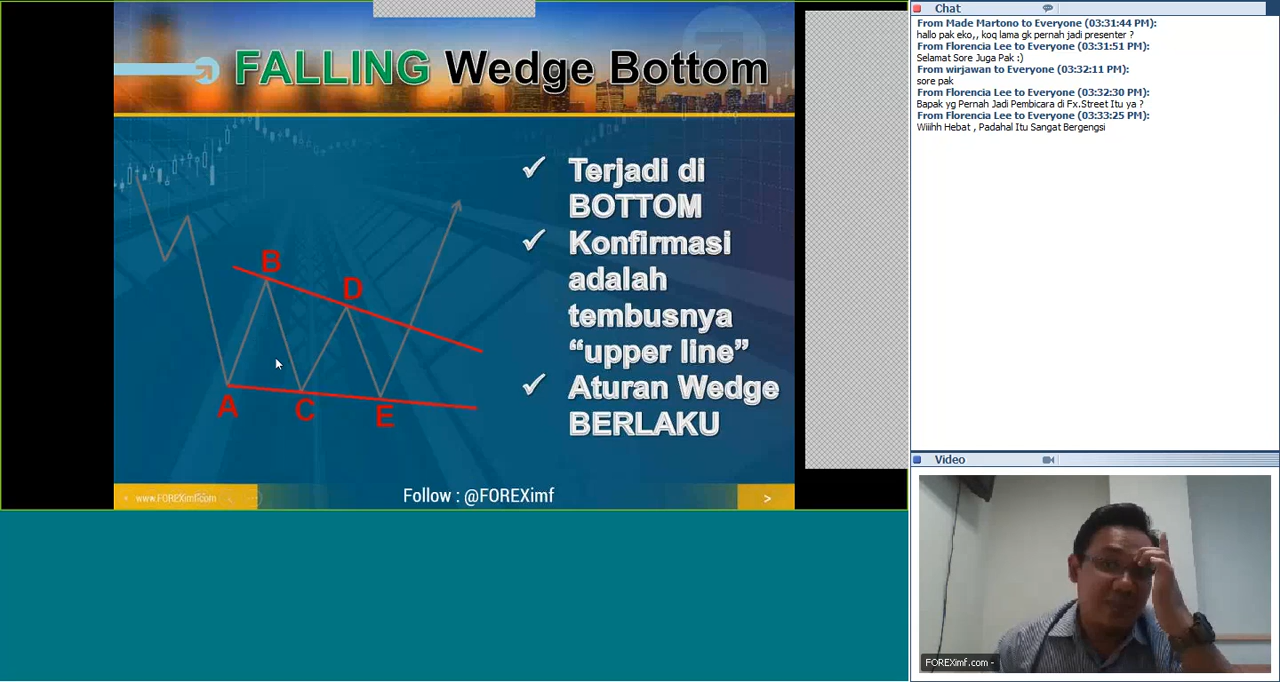 FALLING Wedge Bottom
Terjadi di
BOTTOM
Konfirmasi
adalah
tembusnya
“upper line”
Aturan Wedge
BERLAKU
B
D
A
C
E
www.FOREXimf.com
Follow : @FOREXimf
>
Chat
From Made Martono to Everyone (03:31:44 PM):
hallo pak eko,, koq lama gk pernah jadi presenter ?
From Florencia Lee to Everyone (03:31:51 PM):
Selamat Sore Juga Pak :)
From wirjawan to Everyone (03:32:11 PM):
sore pak
From Florencia Lee to Everyone (03:32:30 PM):
Bapak yg Pernah Jadi Pembicara di Fx.Street Itu ya ?
From Florencia Lee to Everyone (03:33:25 PM):
Wiiihh Hebat , Padahal Itu Sangat Bergengsi
Video
FOREXimf.com -